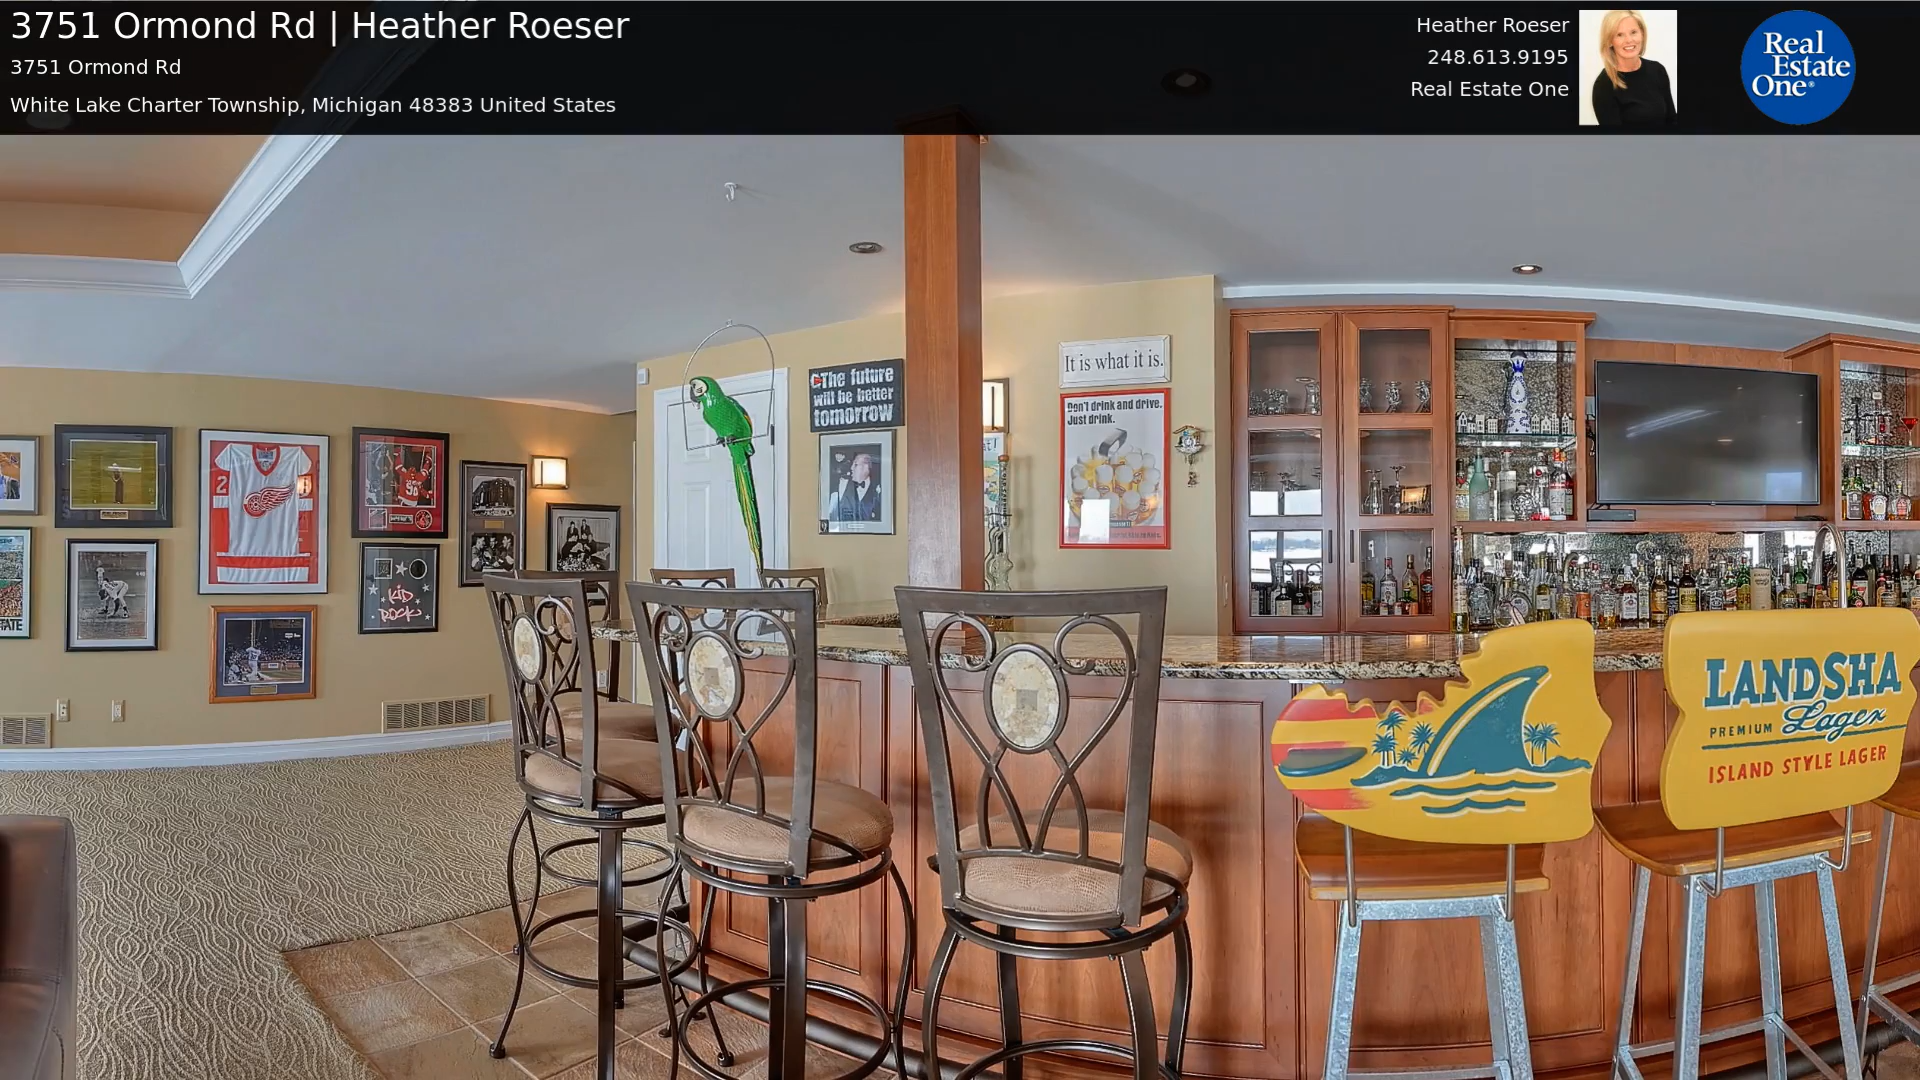 3751 Ormond Rd | Heather Roeser
3751 Ormond Rd
White Lake Charter Township, Michigan 48383 United States
Heather Roeser
248.613.9195
Real Estate One
Real
Estate
One
The future
will be better
tomorrow
It is what it is.
Don't drink and drive.
Just drink.
2
KID
ROCK
LANDSHA
PREMIUM Lager
ISLAND STYLE LAGER